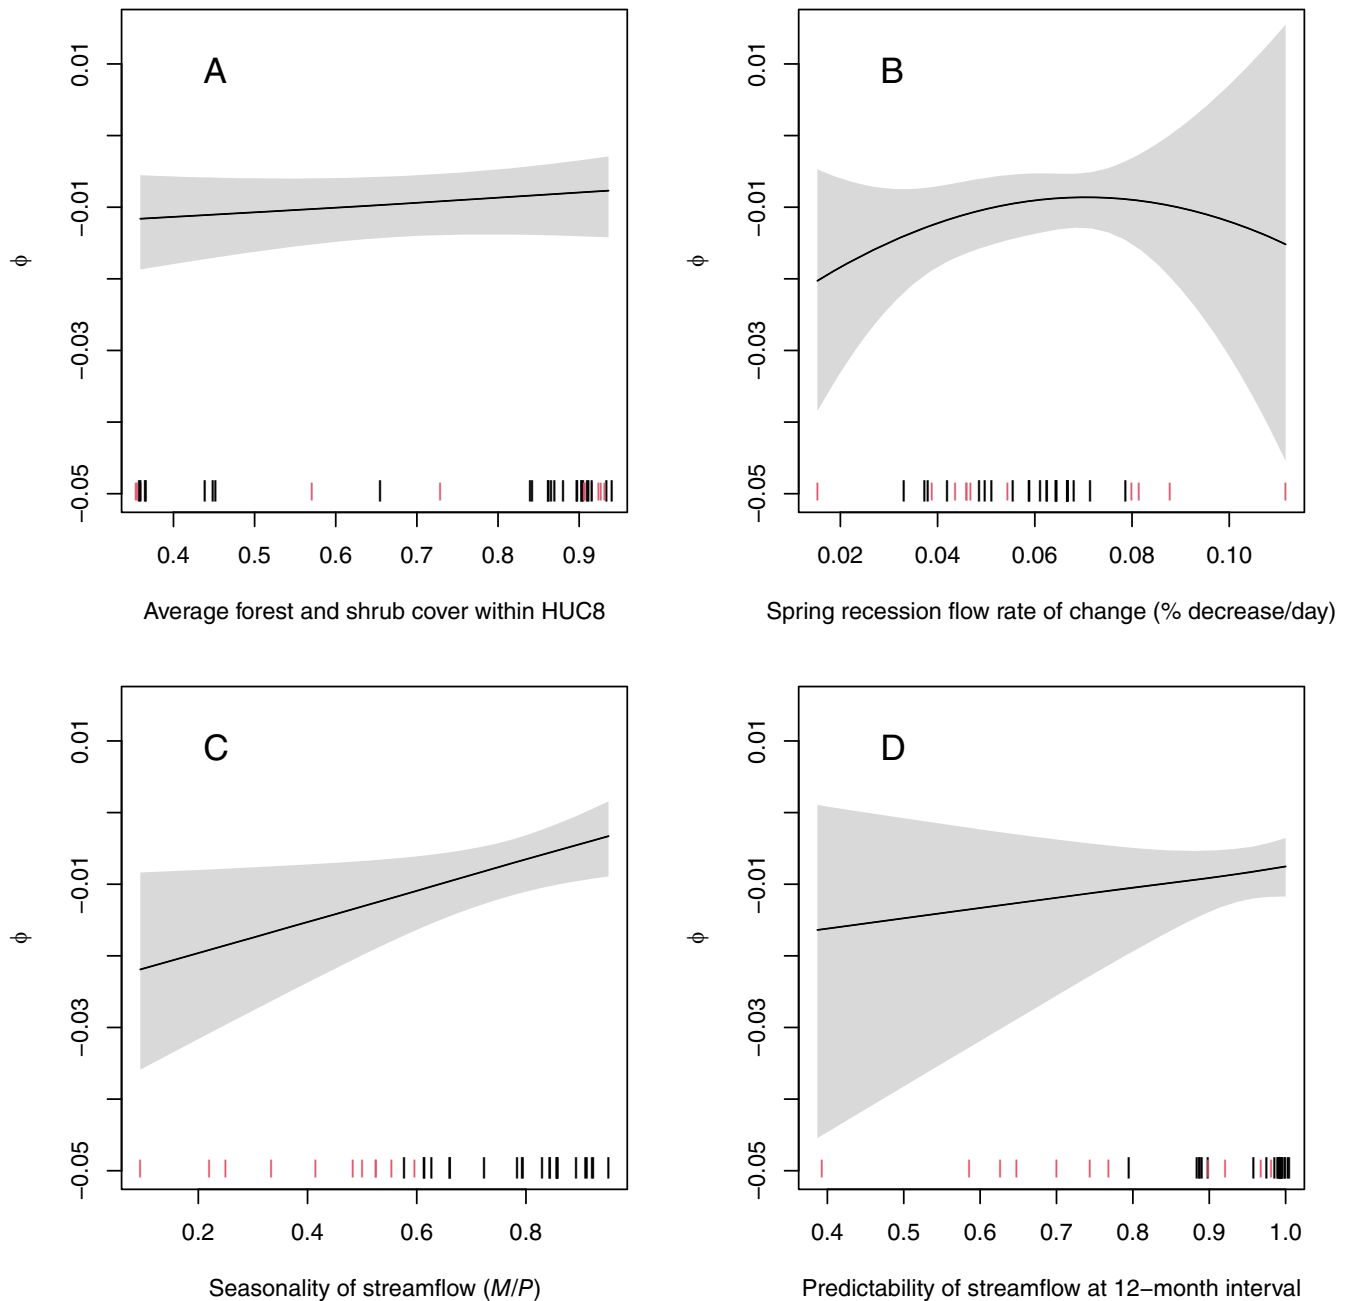 A
0.01
−0.01
−0.03
−0.05
ϕ
0.4 0.5 0.6 0.7 0.8 0.9
Average forest and shrub cover within HUC8
B
0.01
−0.01
−0.03
−0.05
ϕ
0.02 0.04 0.06 0.08 0.10
Spring recession flow rate of change (% decrease/day)
C
0.01
−0.01
−0.03
−0.05
ϕ
0.2 0.4 0.6 0.8
Seasonality of streamflow (M/P)
D
0.01
−0.01
−0.03
−0.05
ϕ
0.4 0.5 0.6 0.7 0.8 0.9 1.0
Predictability of streamflow at 12−month interval